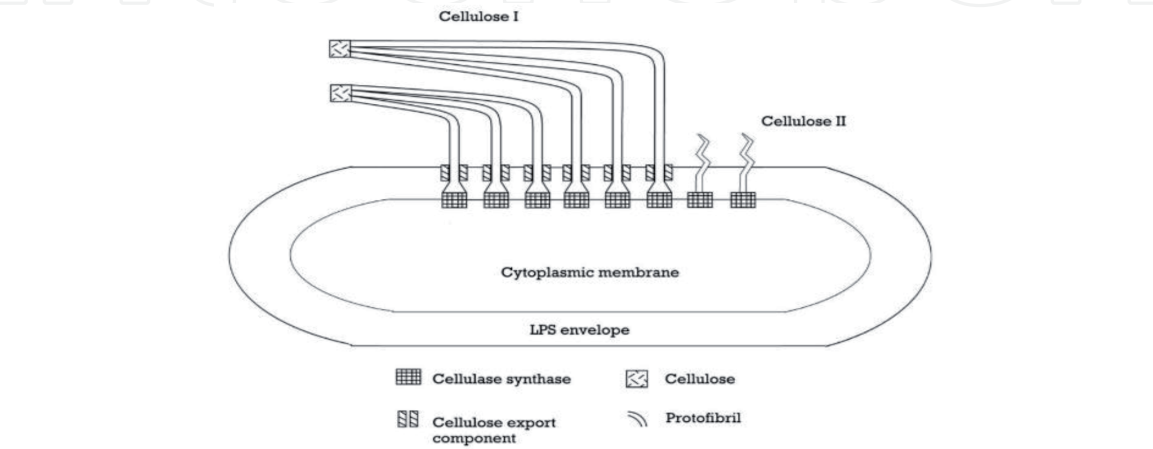 Cellulose I
Cellulose II
Cytoplasmic membrane
LPS envelope
Cellulase synthase
Cellulose
Cellulose export
component
Protofibril